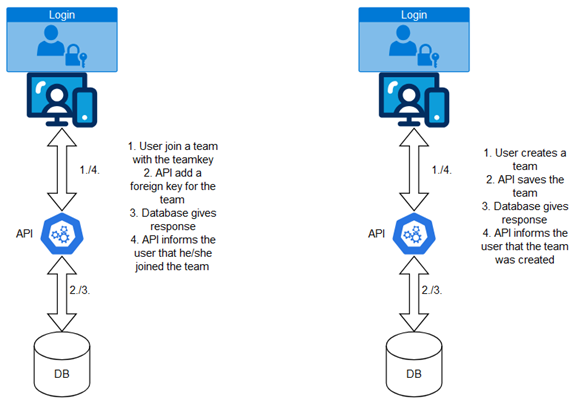 Login
1./4.
1. User join a team
with the teamkey
2. API add a
foreign key for the
team
3. Database gives
response
4. API informs the
user that he/she
joined the team
API
2./3.
DB
Login
1./4.
1. User creates a
team
2. API saves the
team
3. Database gives
response
4. API informs the
user that the team
was created
API
2./3.
DB